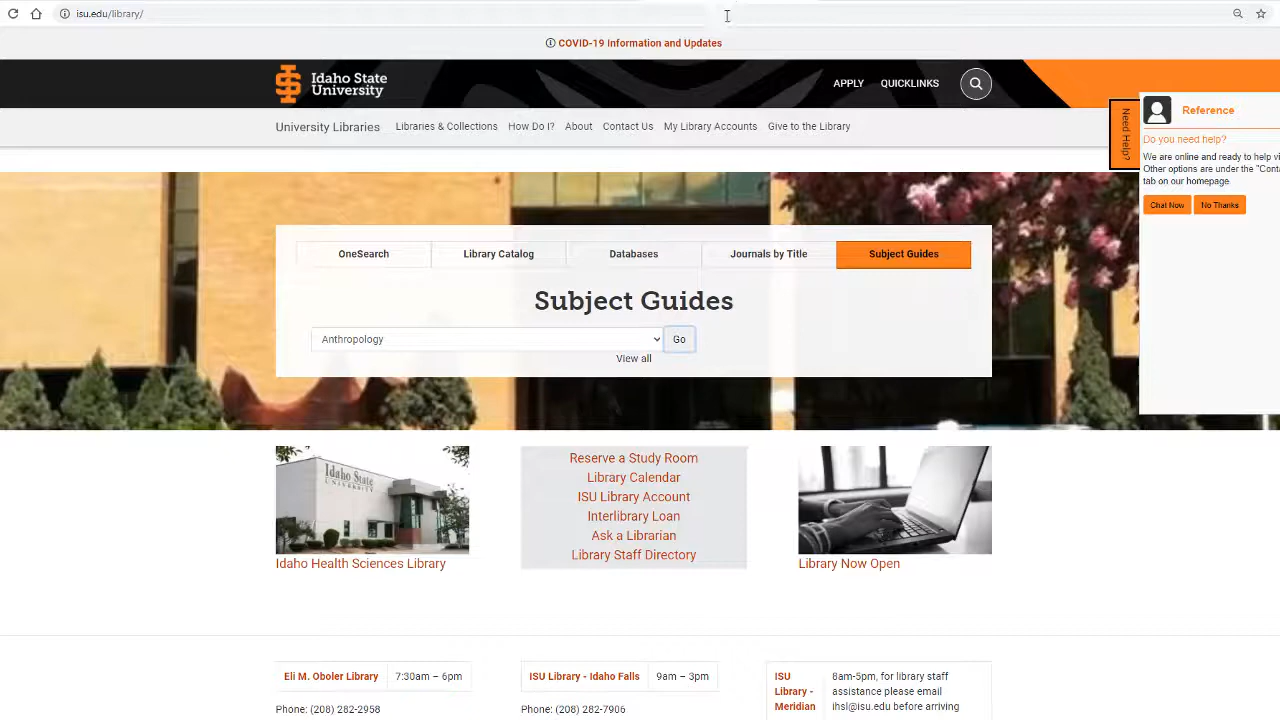 isu.edu/library/
COVID-19 Information and Updates
Idaho State
University
APPLY
QUICKLINKS
University Libraries
Libraries & Collections
How Do I?
About
Contact Us
My Library Accounts
Give to the Library
Need Help?
Reference
Do you need help?
We are online and ready to help vi
Other options are under the "Conta
tab on our homepage.
Chat Now
No Thanks
OneSearch
Library Catalog
Databases
Journals by Title
Subject Guides
Subject Guides
Anthropology
Go
View all
Idaho State
UNIVERSITY
Idaho Health Sciences Library
Reserve a Study Room
Library Calendar
ISU Library Account
Interlibrary Loan
Ask a Librarian
Library Staff Directory
Library Now Open
Eli M. Oboler Library
7:30am – 6pm
Phone: (208) 282-2958
ISU Library - Idaho Falls
9am – 3pm
Phone: (208) 282-7906
ISU
Library -
Meridian
8am-5pm, for library staff
assistance please email
ihsl@isu.edu before arriving